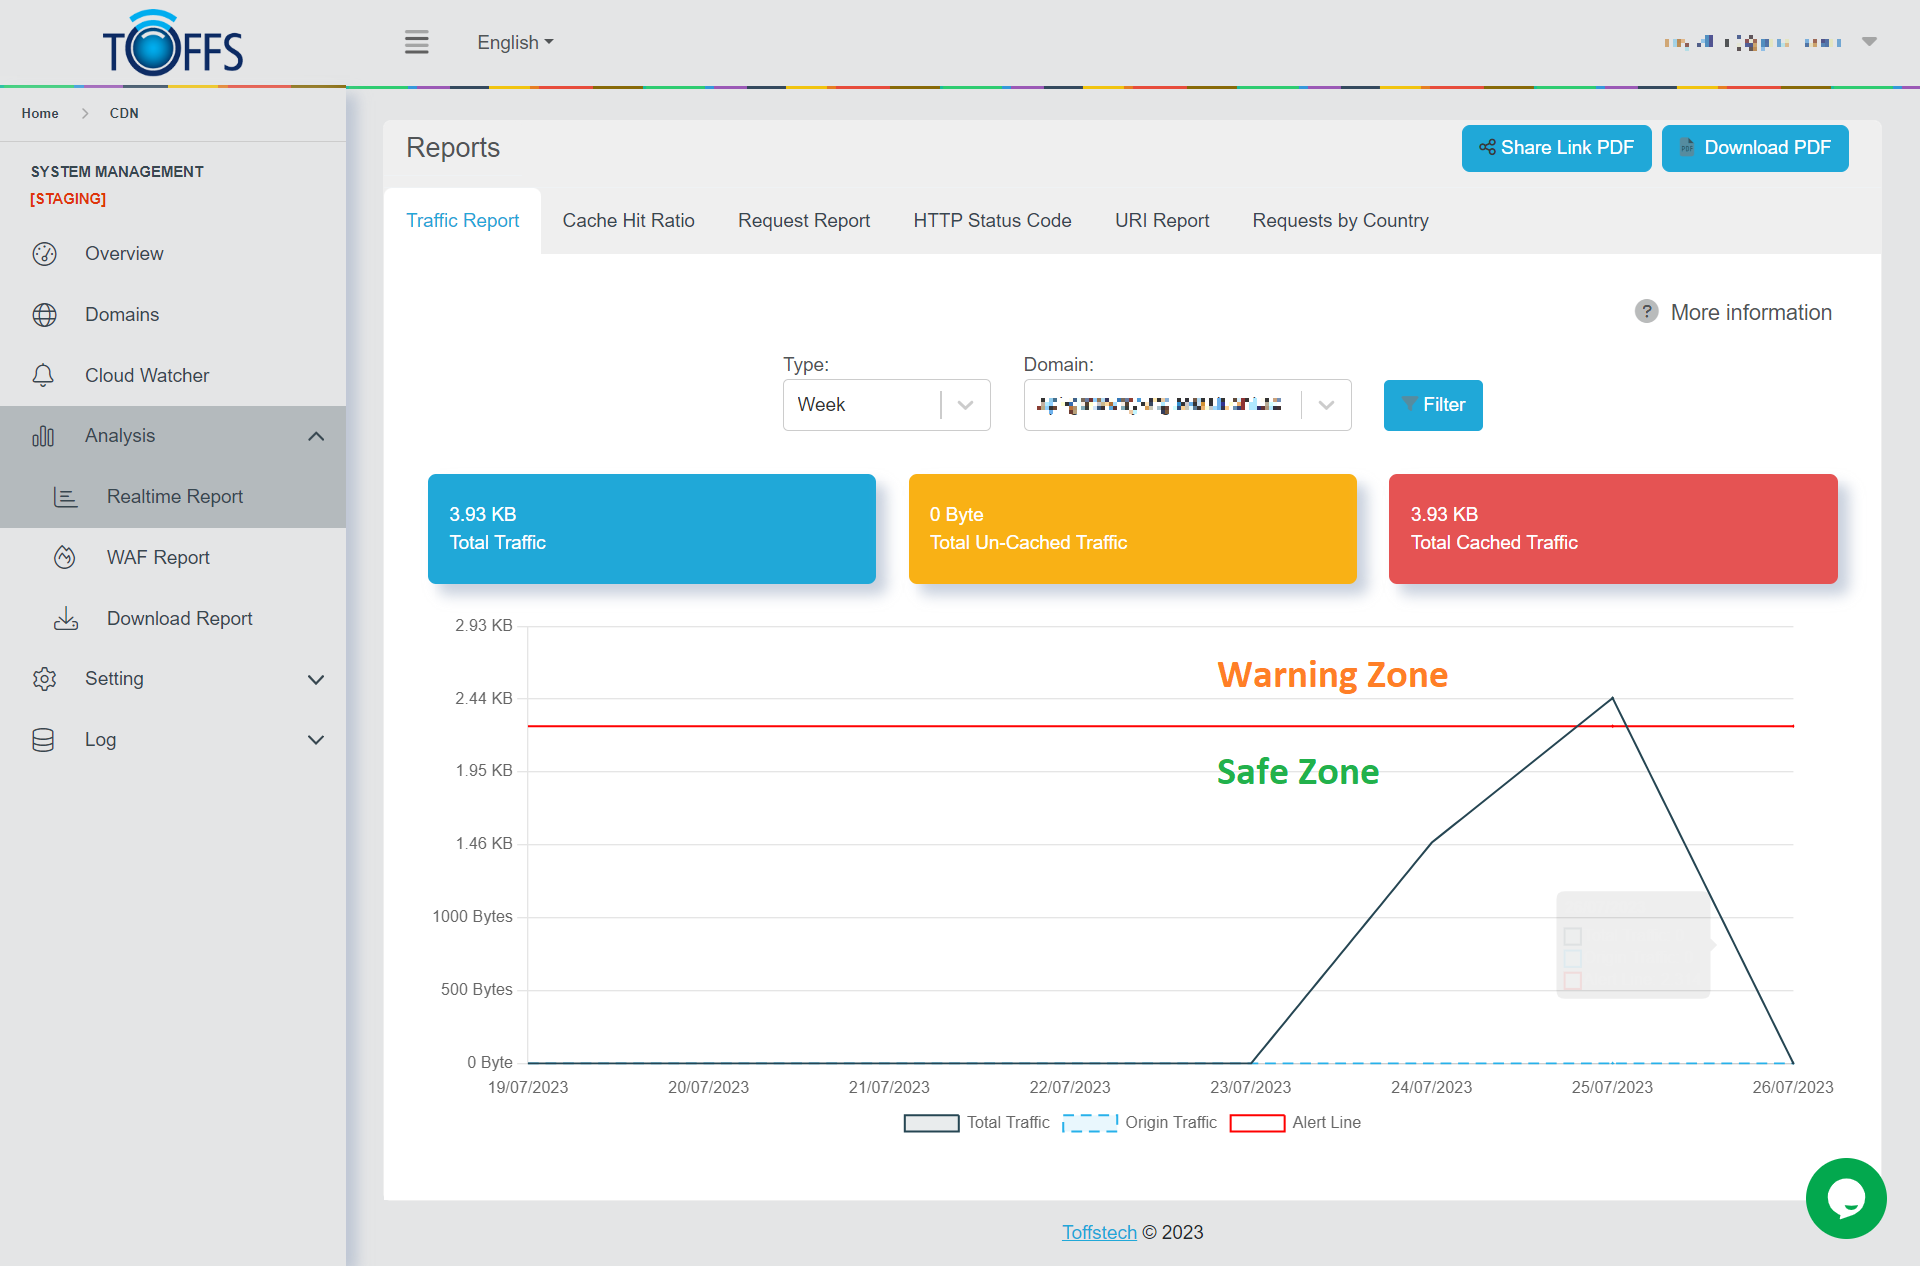 TOFFS
English
Home > CDN
SYSTEM MANAGEMENT
[STAGING]
Overview
Domains
Cloud Watcher
Analysis
Realtime Report
WAF Report
Download Report
Setting
Log
Reports
Share Link PDF
Download PDF
Traffic Report
Cache Hit Ratio
Request Report
HTTP Status Code
URI Report
Requests by Country
? More information
Type:
Week
Domain:
Filter
3.93 KB
Total Traffic
0 Byte
Total Un-Cached Traffic
3.93 KB
Total Cached Traffic
2.93 KB
2.44 KB
1.95 KB
1.46 KB
1000 Bytes
500 Bytes
0 Byte
Warning Zone
Safe Zone
19/07/2023
20/07/2023
21/07/2023
22/07/2023
23/07/2023
24/07/2023
25/07/2023
26/07/2023
Total Traffic
Origin Traffic
Alert Line
Toffstech © 2023